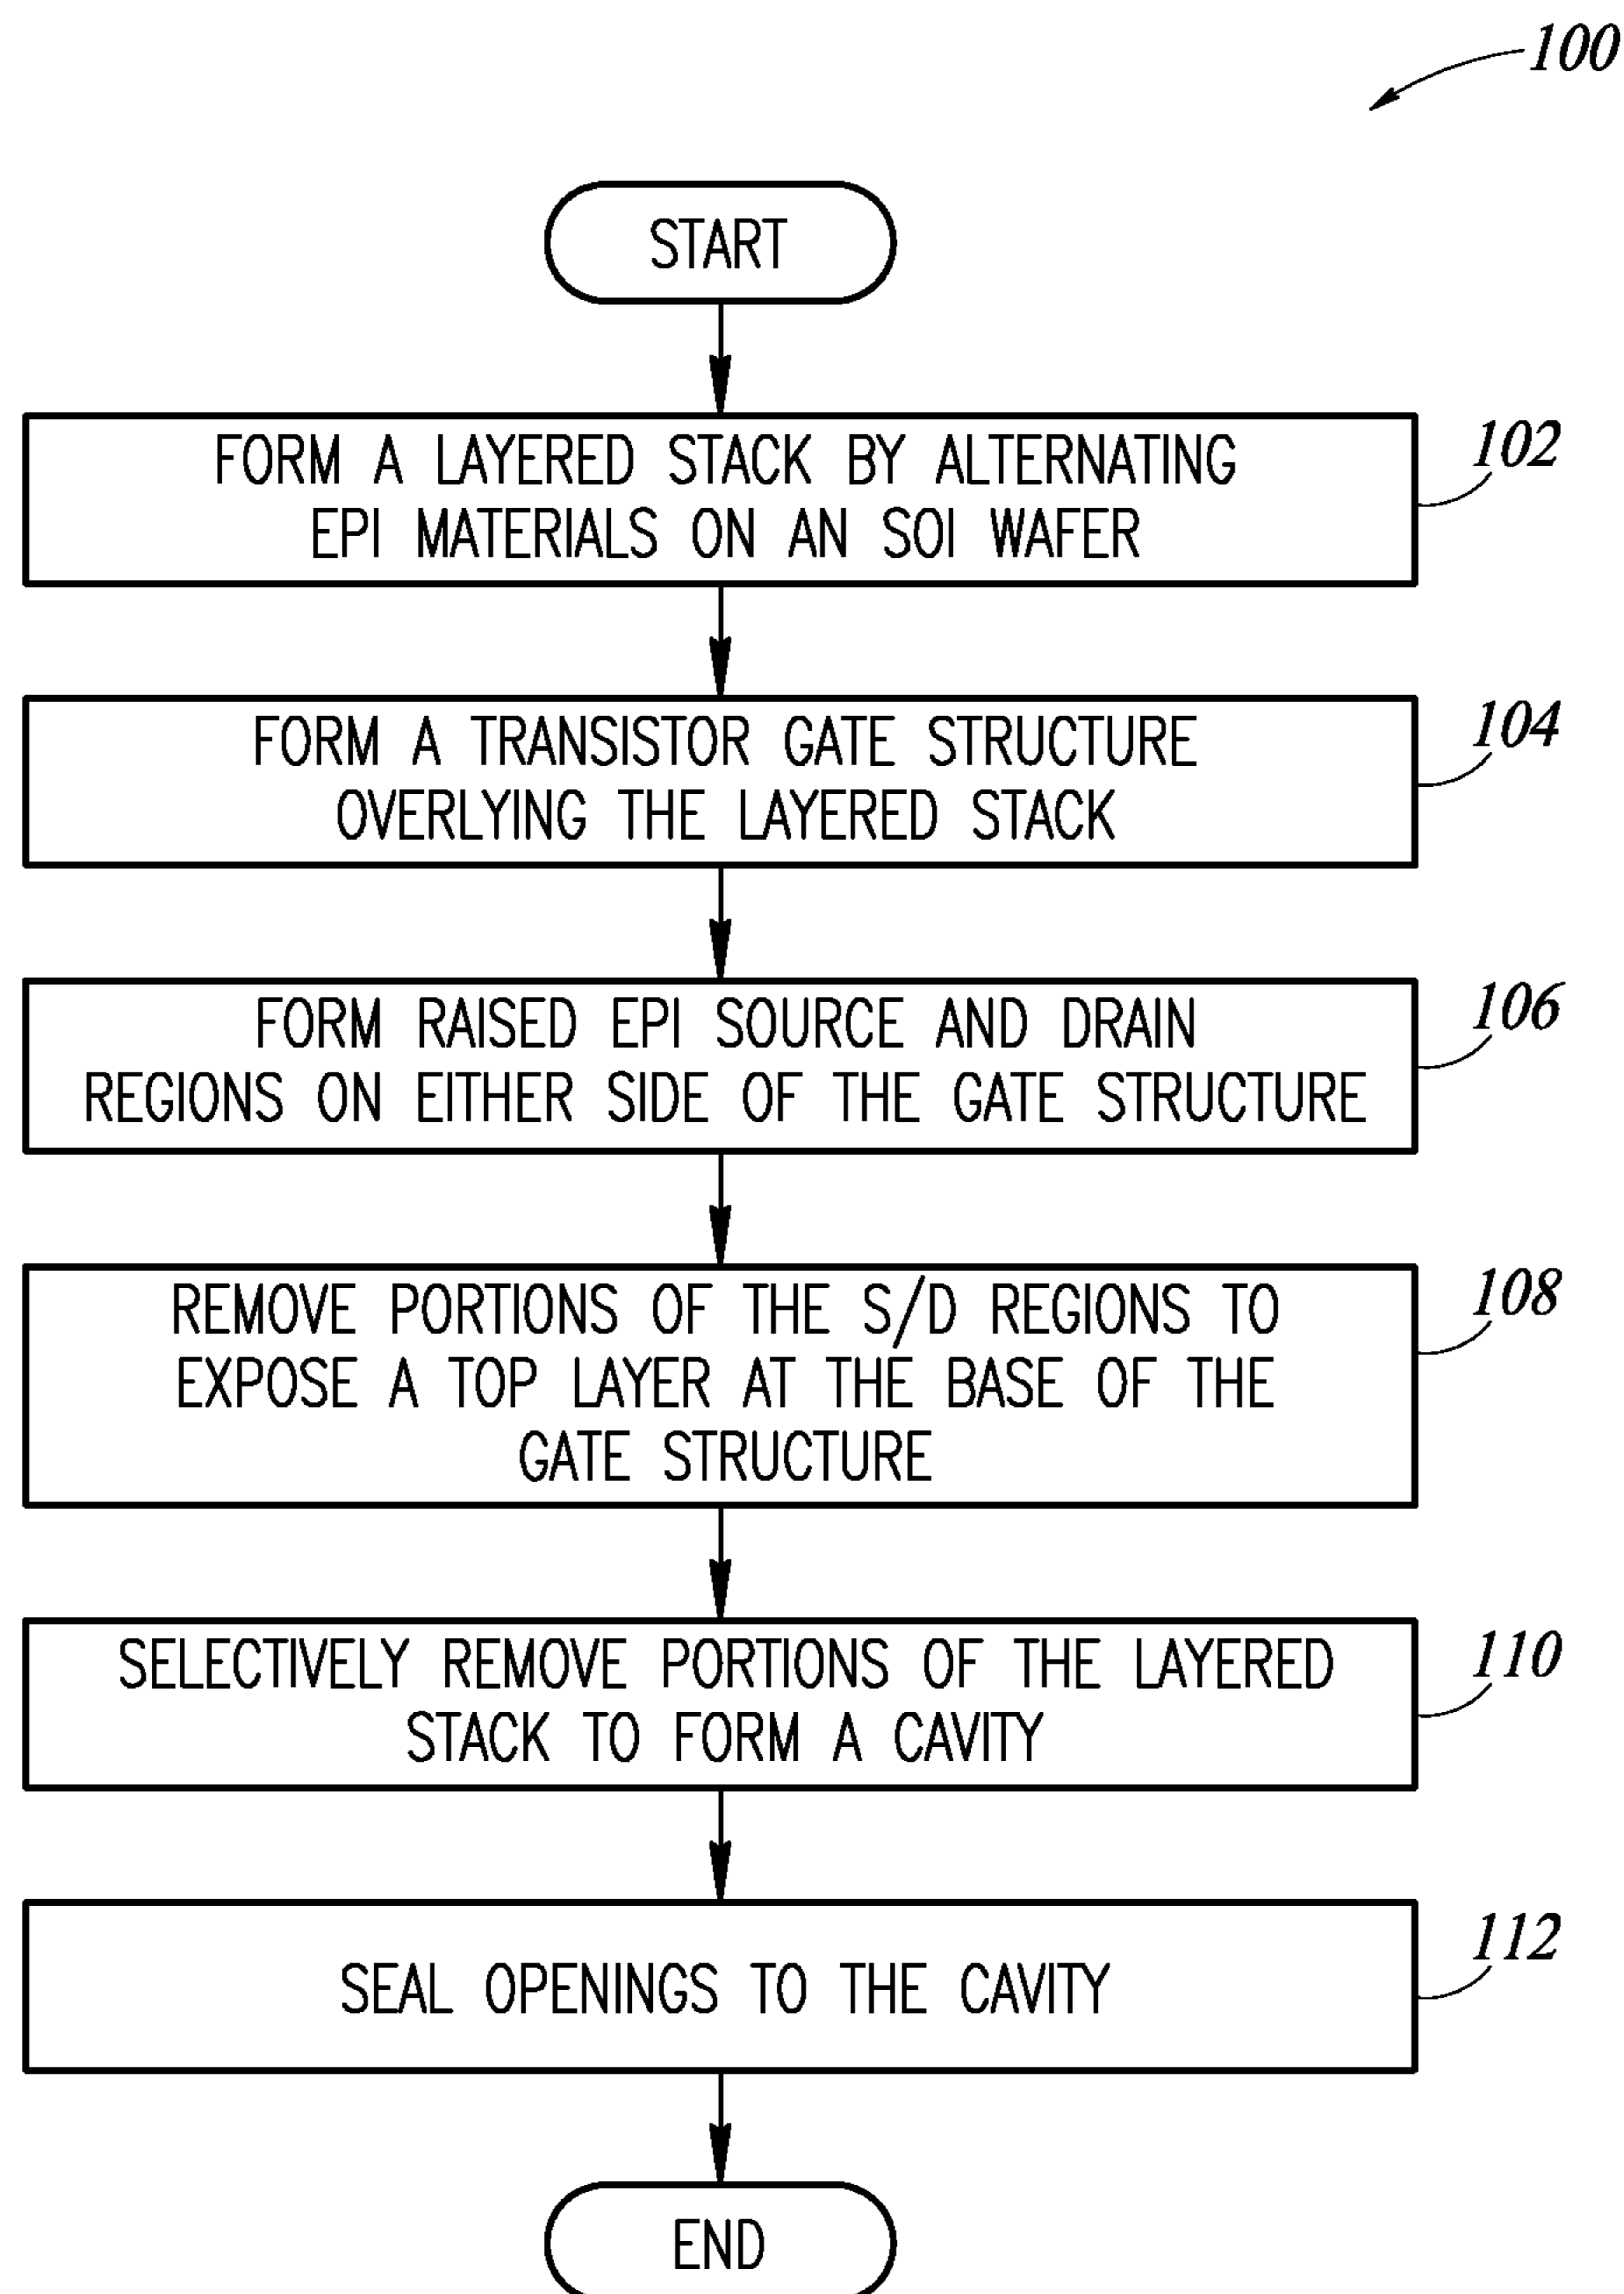 100
START
FORM A LAYERED STACK BY ALTERNATING
EPI MATERIALS ON AN SOI WAFER
102
FORM A TRANSISTOR GATE STRUCTURE
OVERLYING THE LAYERED STACK
104
FORM RAISED EPI SOURCE AND DRAIN
REGIONS ON EITHER SIDE OF THE GATE STRUCTURE
106
REMOVE PORTIONS OF THE S/D REGIONS TO
EXPOSE A TOP LAYER AT THE BASE OF THE
GATE STRUCTURE
108
SELECTIVELY REMOVE PORTIONS OF THE LAYERED
STACK TO FORM A CAVITY
110
SEAL OPENINGS TO THE CAVITY
112
END